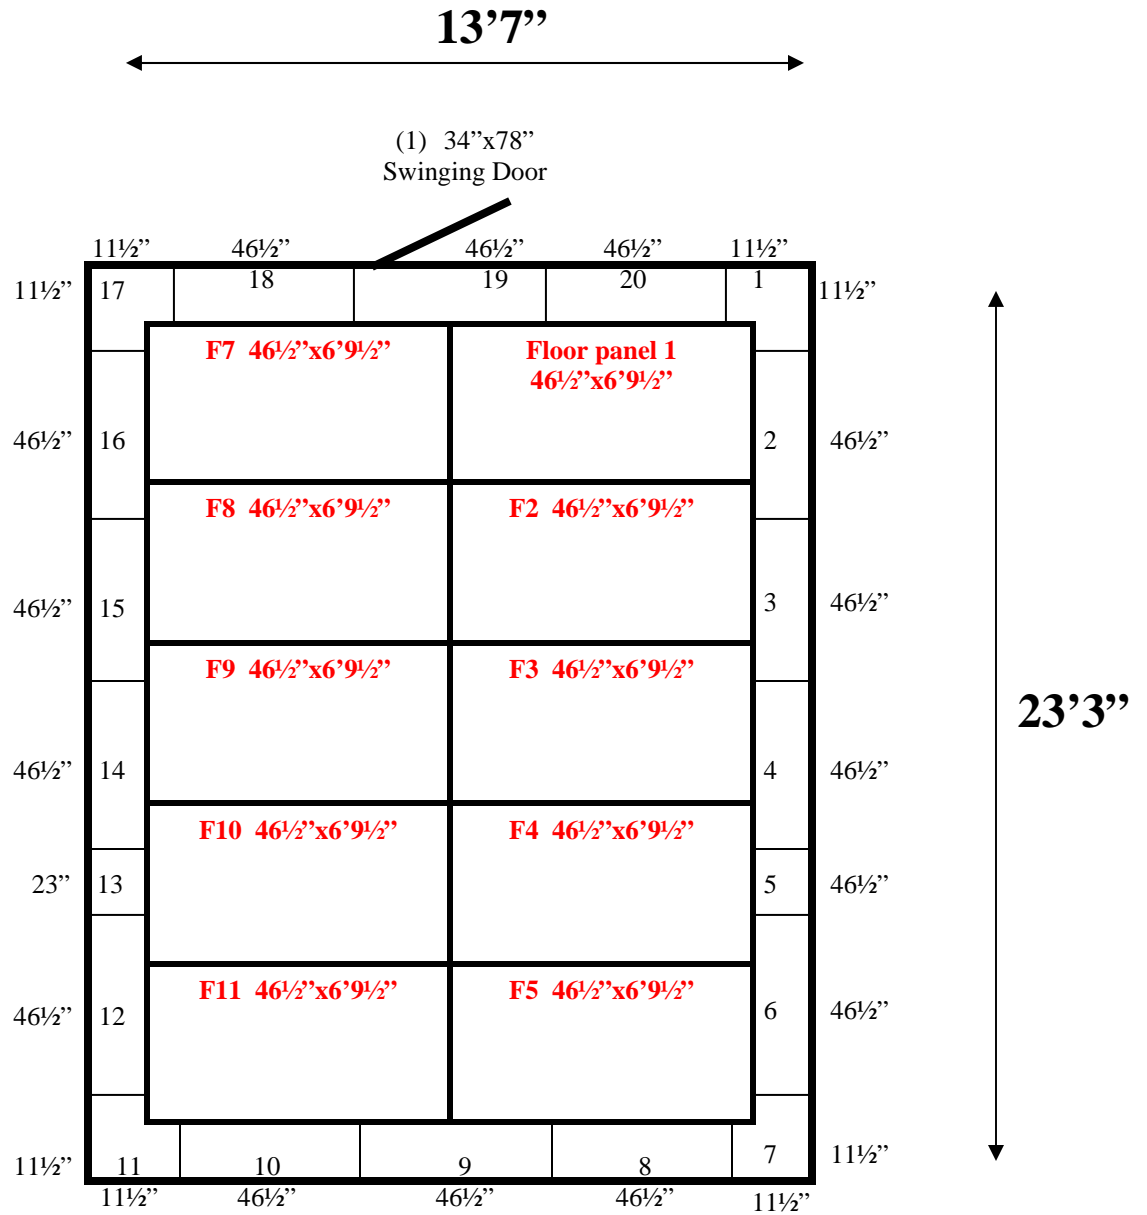 13’7”
(1) 34”x78”
Swinging Door
11½” 46½” 46½” 46½” 11½”
11½” 17 18 19 20 1 11½”
F7 46½”x6’9½” Floor panel 1
46½”x6’9½”
46½” 16 2 46½”
F8 46½”x6’9½” F2 46½”x6’9½”
46½” 15 3 46½”
F9 46½”x6’9½” F3 46½”x6’9½”
23’3”
46½” 14 4 46½”
F10 46½”x6’9½” F4 46½”x6’9½”
23” 13 5 46½”
F11 46½”x6’9½” F5 46½”x6’9½”
46½” 12 6 46½”
11½” 11 10 9 8 7 11½”
11½” 46½” 46½” 46½” 11½”